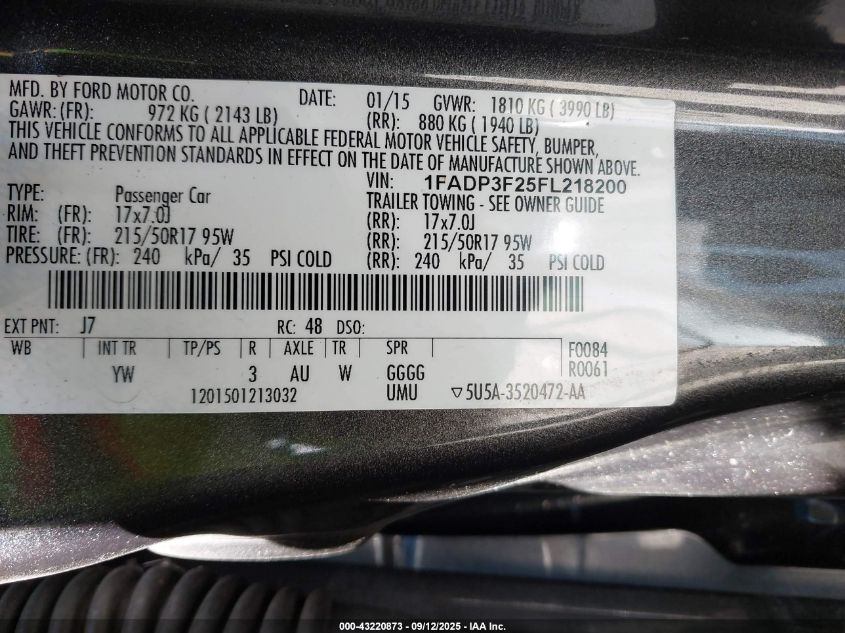 MFD. BY FORD MOTOR CO. DATE: 01/15 GVWR: 1810 KG ( 3990 LB)
GAWR: (FR): 972 KG ( 2143 LB) (RR): 880 KG ( 1940 LB)
THIS VEHICLE CONFORMS TO ALL APPLICABLE FEDERAL MOTOR VEHICLE SAFETY, BUMPER,
AND THEFT PREVENTION STANDARDS IN EFFECT ON THE DATE OF MANUFACTURE SHOWN ABOVE.
VIN: 1FADP3F25FL218200
TYPE: Passenger Car TRAILER TOWING - SEE OWNER GUIDE
RIM: (FR): 17x7.0J (RR): 17x7.0J
TIRE: (FR): 215/50R17 95W (RR): 215/50R17 95W
PRESSURE: (FR): 240 kPa/ 35 PSI COLD (RR): 240 kPa/ 35 PSI COLD
EXT PNT: J7 RC: 48 DSO:
WB INT TR TP/PS R AXLE TR SPR F0084
YW 3 AU W GGGG R0061
1201501213032 UMU ▽5U5A-3520472-AA
000-43220873 - 09/12/2025 - IAA Inc.